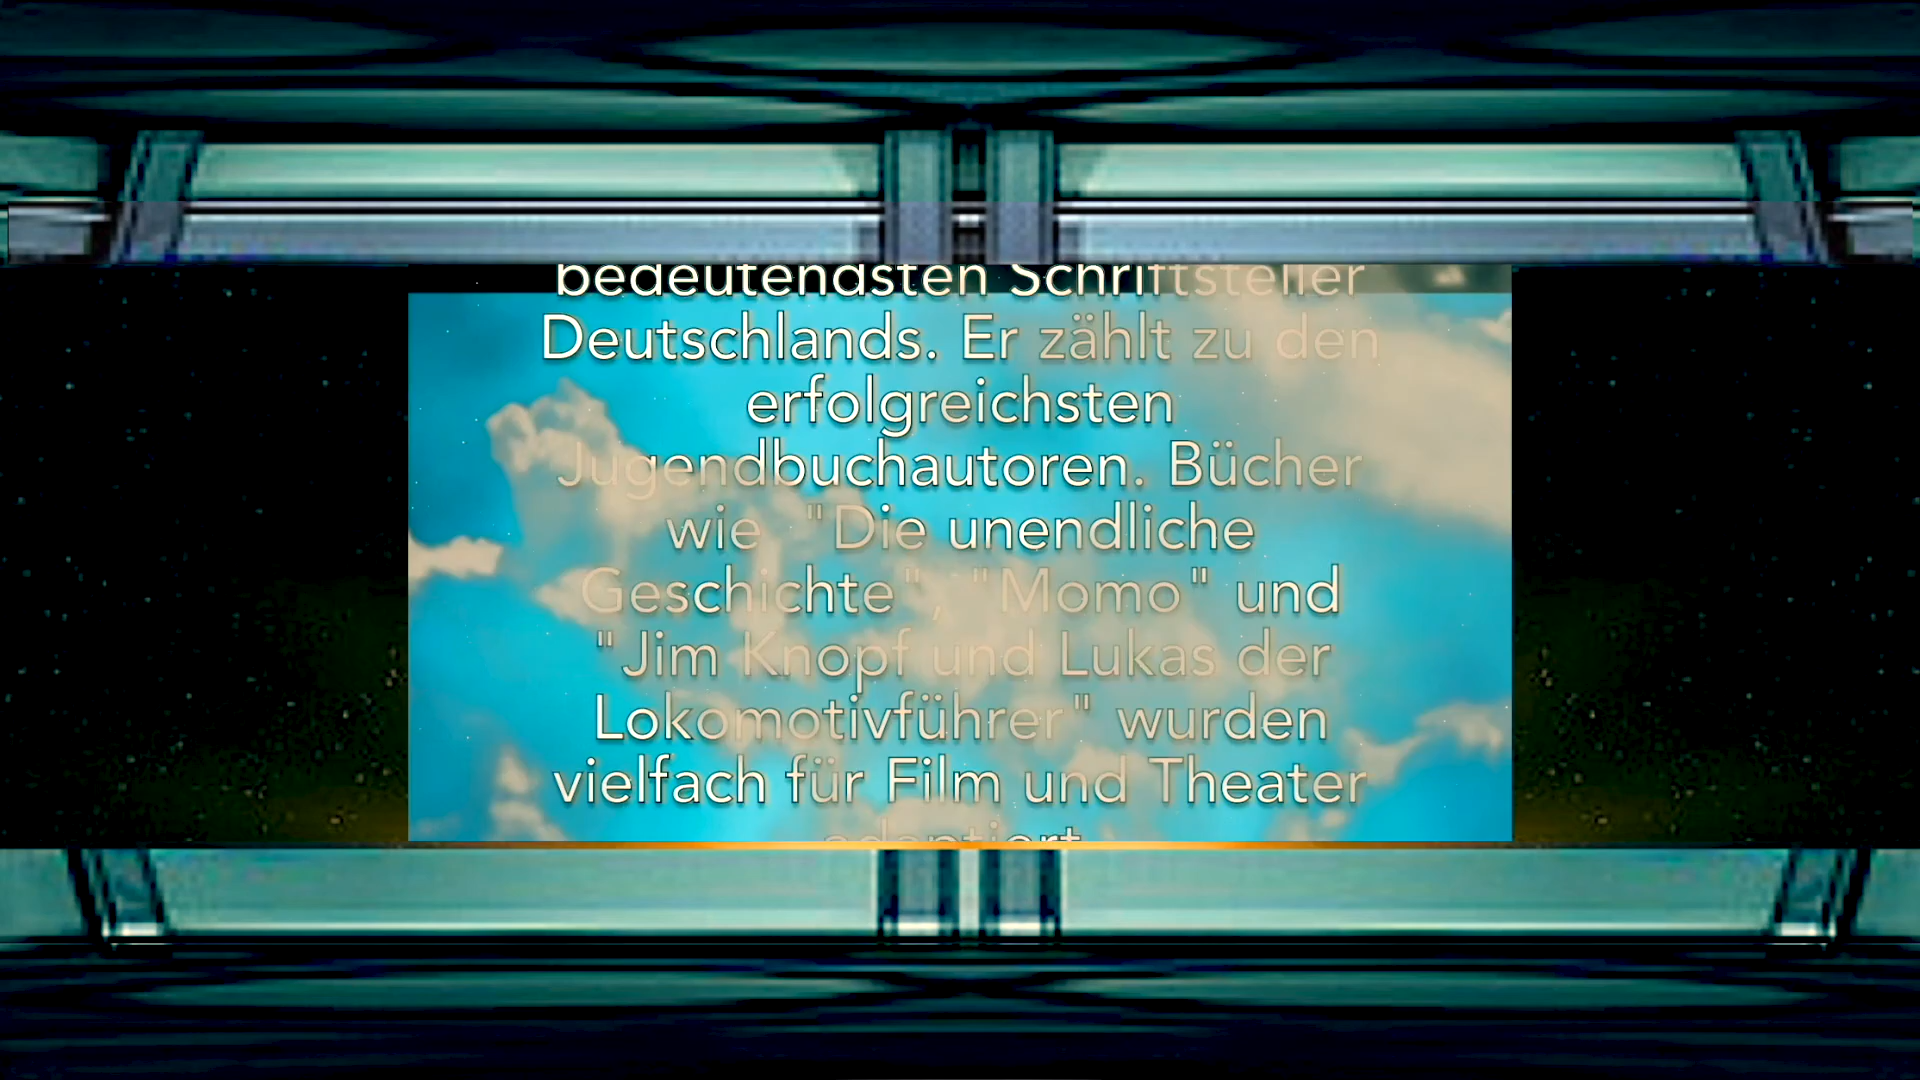 bedeutendsten Schriftsteller
Deutschlands. Er zählt zu den
erfolgreichsten
Jugendbuchautoren. Bücher
wie "Die unendliche
Geschichte", "Momo" und
"Jim Knopf und Lukas der
Lokomotivführer" wurden
vielfach für Film und Theater
adaptiert